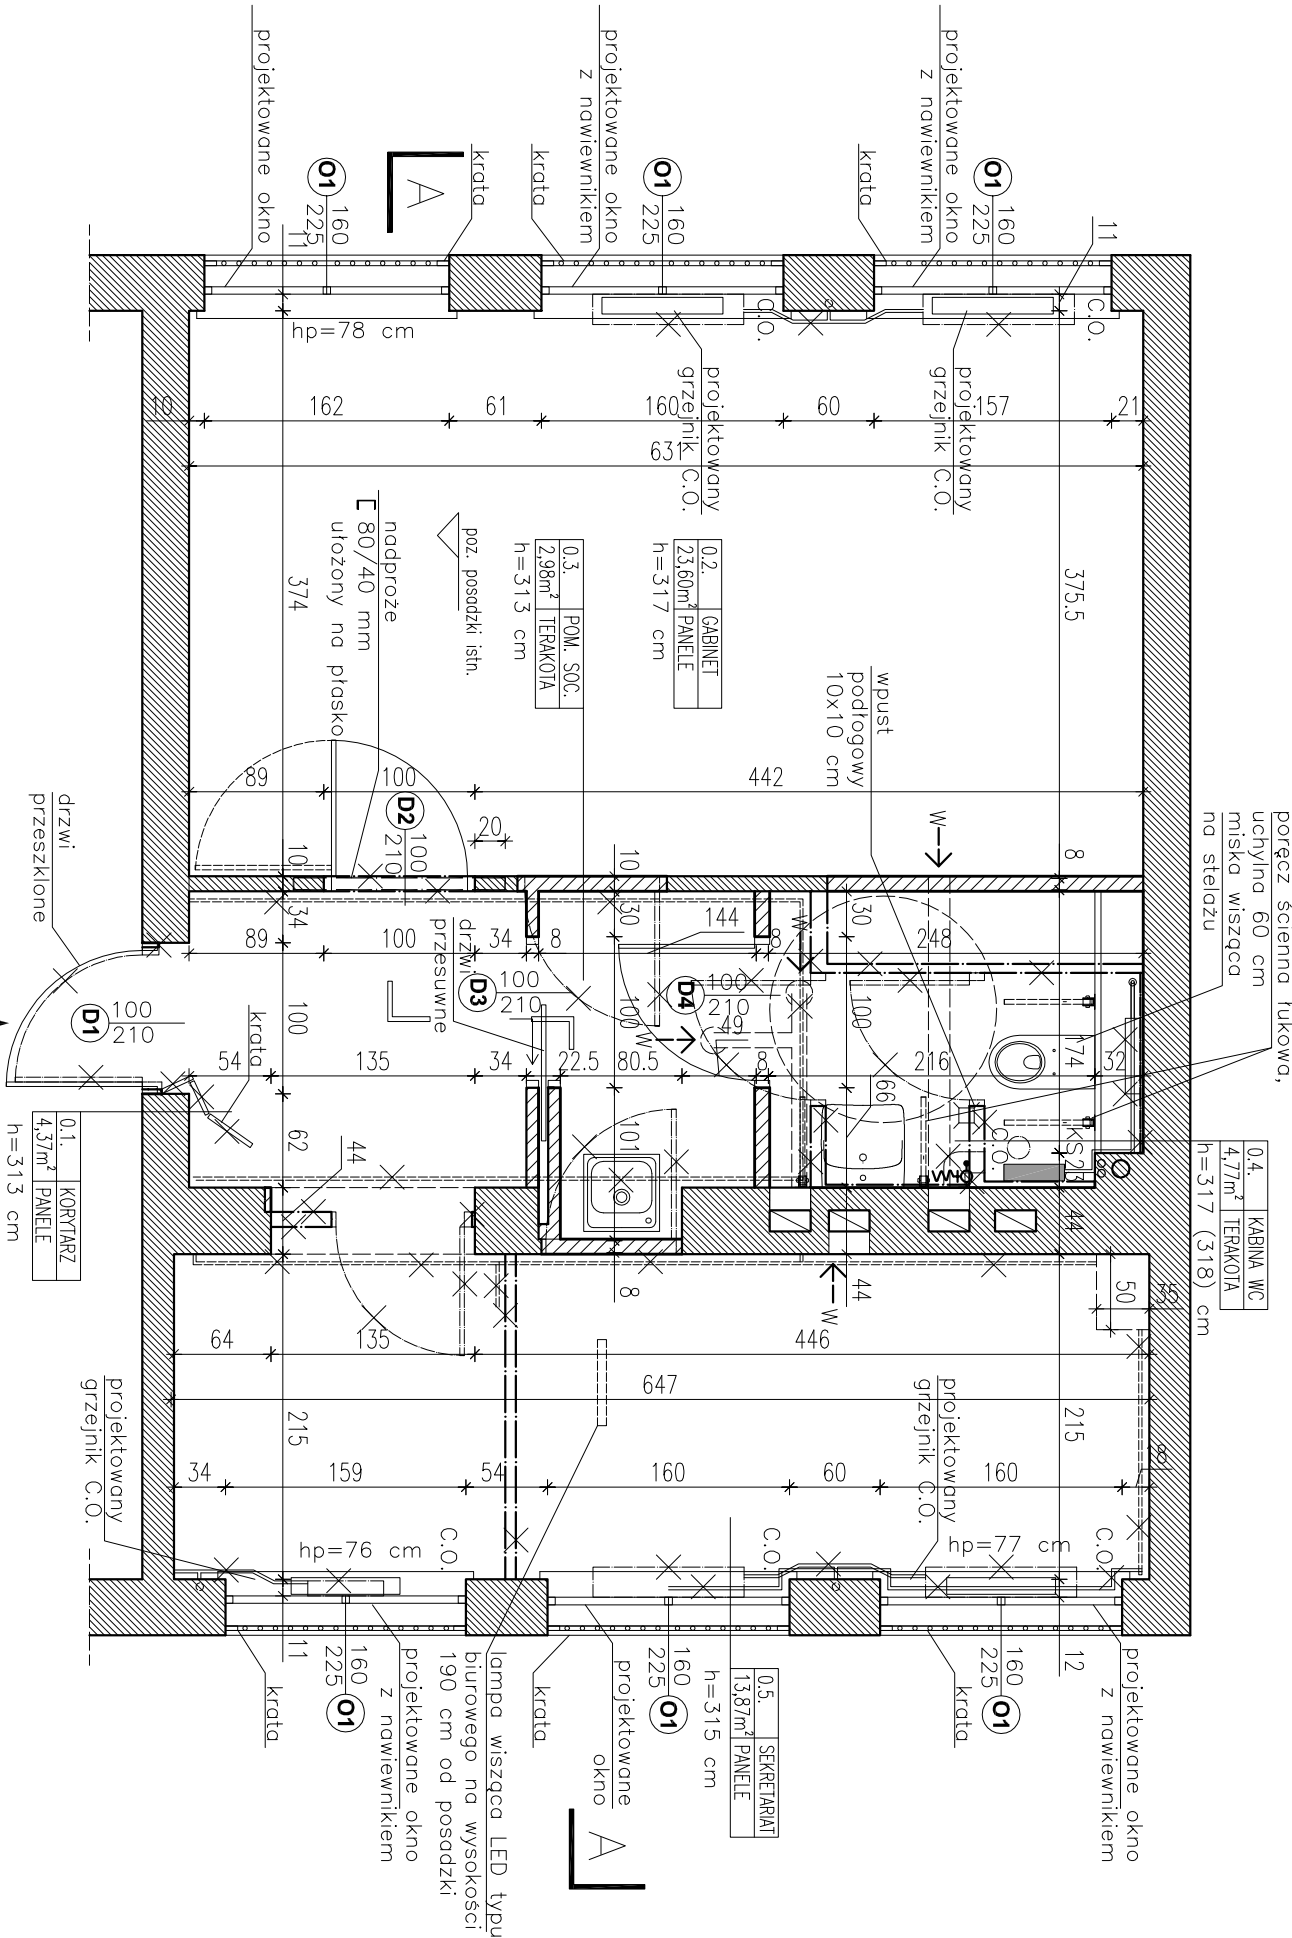 projektowane okno
z nawiewnikiem
krata
O1
160
225
11
projektowane okno
z nawiewnikiem
krata
O1
160
225
projektowane okno
krata
O1
160
225
11
A
hp=78 cm
C.O.
C.O.
projektowany
grzejnik C.O.
projektowany
grzejnik C.O.
10
162
61
160
60
157
21
631
375.5
374
nadproże
[ 80/40 mm
ułożony na płasko
poz. posadzki istn.
0.2. GABINET
23,60m² PANELE
h=317 cm
0.3. POM. SOC.
2,98m² TERAKOTA
h=313 cm
wpust
podłogowy
10x10 cm
poręcz ścienna łukowa,
uchylna 60 cm
miska wisząca
na stelażu
89
100
442
D2
100
210
20
10
10
8
W
34
30
30
89
100
34
8
144
8
248
W
drzwi
przesuwne
D3
100
210
D4
100
210
49
W
100
100
100
174
drzwi
przeszklone
D1
100
210
krata
54
135
34
22.5
80.5
8
216
32
66
62
101
C.O.
KS23
44
44
44
8
W
50
35
0.1. KORYTARZ
4,37m² PANELE
h=313 cm
0.4. KABINA WC
4,77m² TERAKOTA
h=317 (318) cm
64
135
446
647
215
215
34
159
54
160
60
160
18
projektowany
grzejnik C.O.
projektowany
grzejnik C.O.
hp=76 cm
C.O.
C.O.
hp=77 cm
C.O.
11
12
160
225
O1
160
225
O1
160
225
O1
krata
projektowane okno
z nawiewnikiem
lampa wisząca LED typu
biurowego na wysokości
190 cm od posadzki
krata
projektowane
okno
0.5. SEKRETARIAT
13,87m² PANELE
h=315 cm
krata
projektowane okno
z nawiewnikiem
A